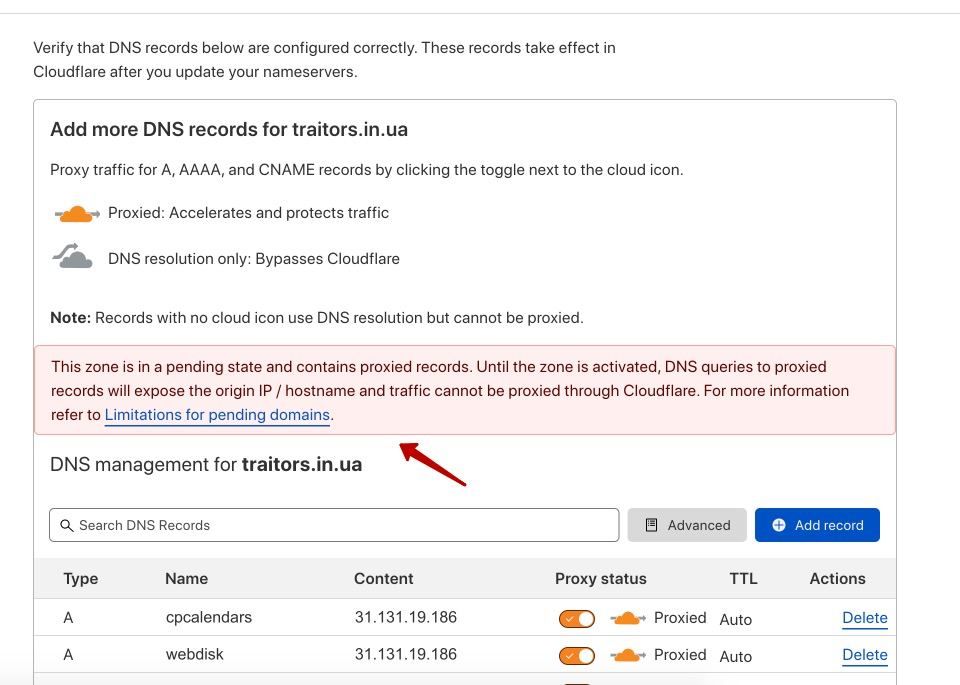 Verify that DNS records below are configured correctly. These records take effect in
Cloudflare after you update your nameservers.
Add more DNS records for traitors.in.ua
Proxy traffic for A, AAAA, and CNAME records by clicking the toggle next to the cloud icon.
Proxied: Accelerates and protects traffic
DNS resolution only: Bypasses Cloudflare
Note: Records with no cloud icon use DNS resolution but cannot be proxied.
This zone is in a pending state and contains proxied records. Until the zone is activated, DNS queries to proxied
records will expose the origin IP / hostname and traffic cannot be proxied through Cloudflare. For more information
refer to Limitations for pending domains.
DNS management for traitors.in.ua
Search DNS Records Advanced Add record
Type Name Content Proxy status TTL Actions
A cpcalendars 31.131.19.186 Proxied Auto Delete
A webdisk 31.131.19.186 Proxied Auto Delete